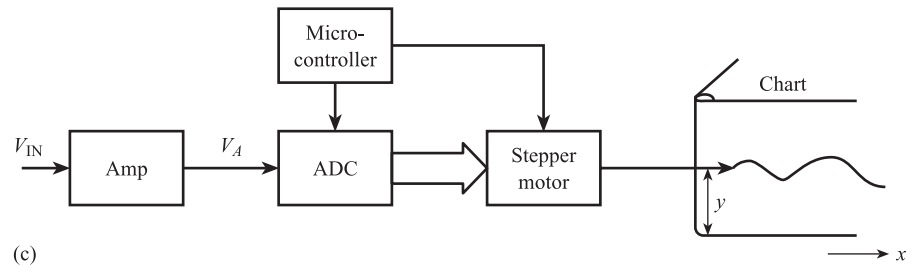 Micro-
controller
Chart
V_IN
V_A
Amp
ADC
Stepper
motor
y
(c)
x